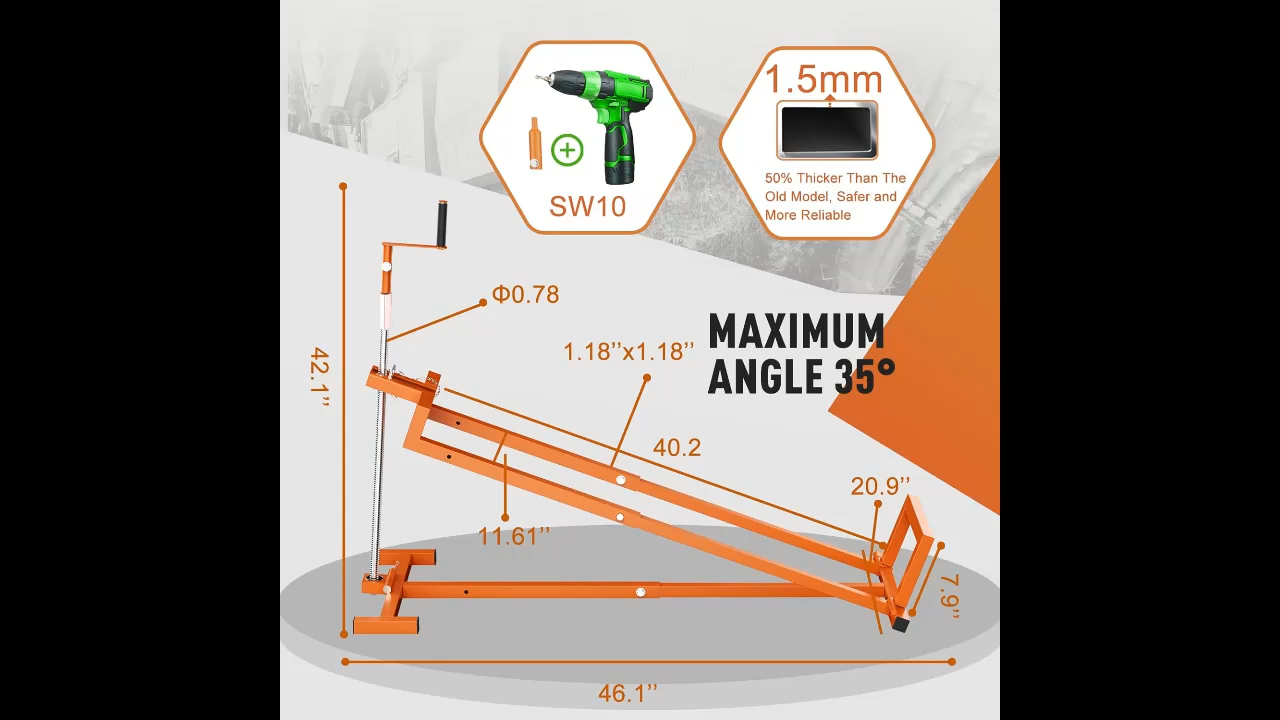 1.5mm
50% Thicker Than The
Old Model, Safer and
More Reliable
SW10
Φ0.78
MAXIMUM
ANGLE 35°
1.18’’x1.18’’
42.1’’
40.2
20.9’’
11.61’’
7.9’’
46.1’’